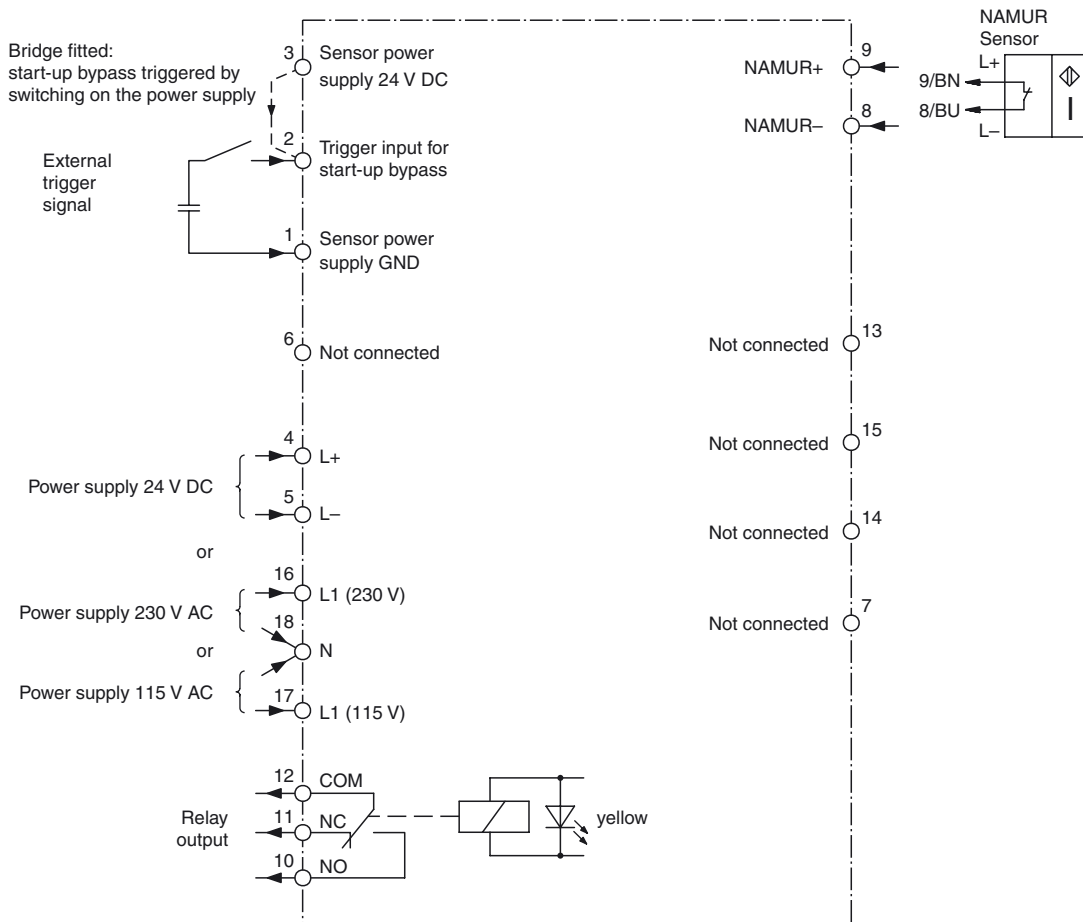 Bridge fitted:
start-up bypass triggered by
switching on the power supply
3
Sensor power
supply 24 V DC
2
Trigger input for
start-up bypass
External
trigger
signal
1
Sensor power
supply GND
6
Not connected
4
L+
Power supply 24 V DC
5
L–
or
16
L1 (230 V)
Power supply 230 V AC
18
N
or
Power supply 115 V AC
17
L1 (115 V)
12
COM
Relay
output
11
NC
10
NO
yellow
NAMUR+
9
NAMUR–
8
NAMUR
Sensor
L+
9/BN
8/BU
L–
Not connected
13
Not connected
15
Not connected
14
Not connected
7